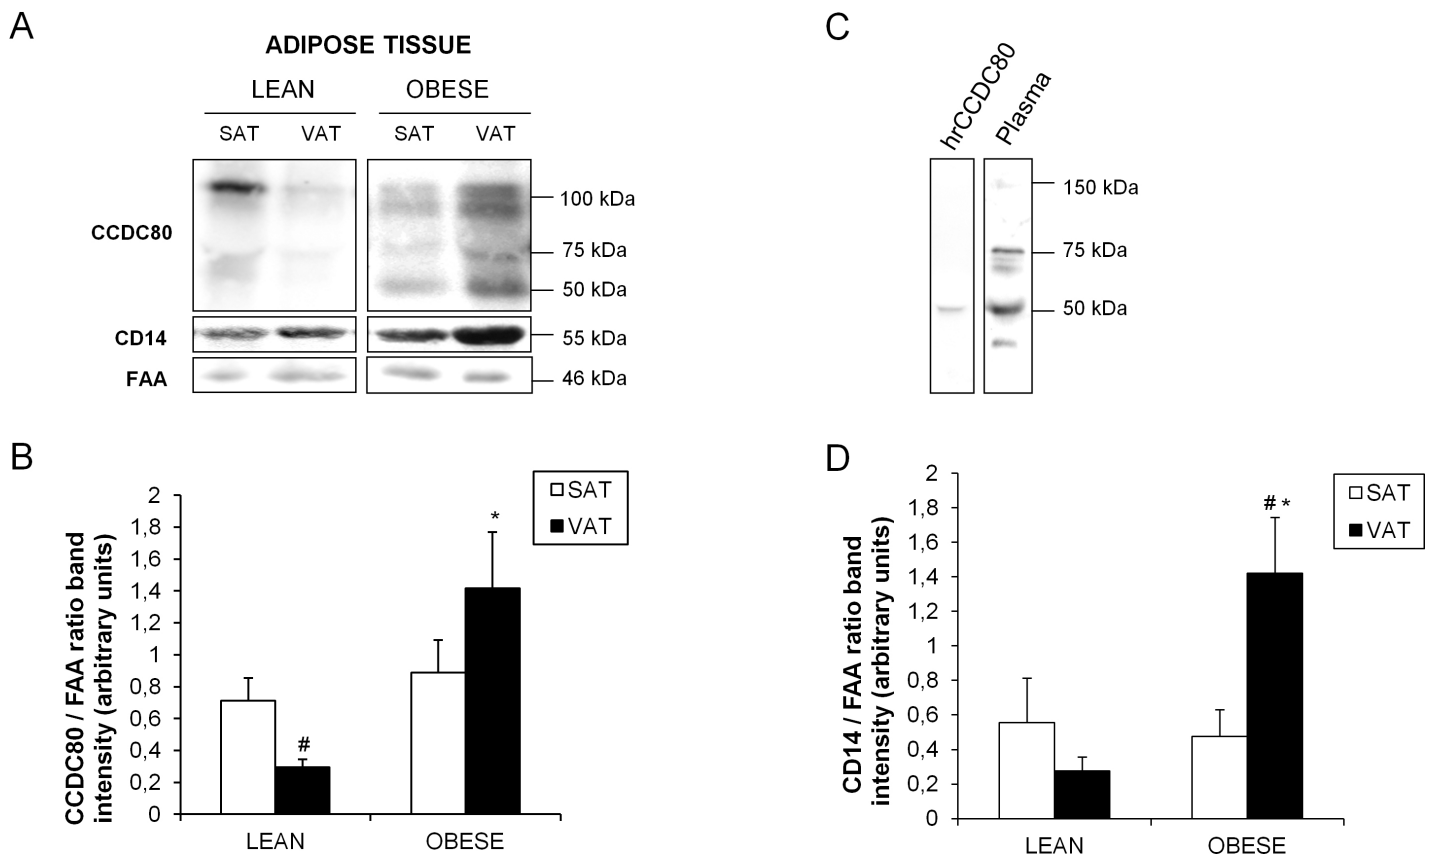 A
ADIPOSE TISSUE
LEAN OBESE
SAT VAT SAT VAT
CCDC80
100 kDa
75 kDa
50 kDa
CD14
55 kDa
FAA
46 kDa
C
hrCCDC80
Plasma
150 kDa
75 kDa
50 kDa
B
CCDC80 / FAA ratio band
intensity (arbitrary units)
2
1,8
1,6
1,4
1,2
1
0,8
0,6
0,4
0,2
0
SAT
VAT
#
*
LEAN OBESE
D
CD14 / FAA ratio band
intensity (arbitrary units)
2
1,8
1,6
1,4
1,2
1
0,8
0,6
0,4
0,2
0
SAT
VAT
# *
LEAN OBESE